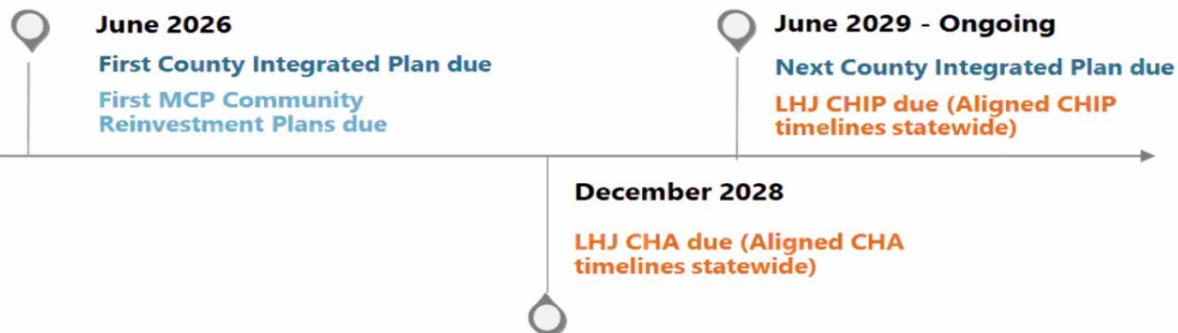 June 2026
First County Integrated Plan due
First MCP Community
Reinvestment Plans due
June 2029 - Ongoing
Next County Integrated Plan due
LHJ CHIP due (Aligned CHIP
timelines statewide)
December 2028
LHJ CHA due (Aligned CHA
timelines statewide)